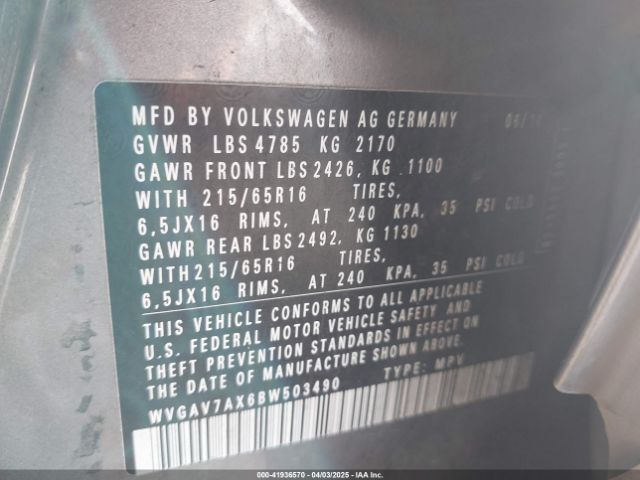 MFD BY VOLKSWAGEN AG GERMANY
GVWR LBS 4785 KG 2170
GAWR FRONT LBS 2426, KG 1100
WITH 215/65R16 TIRES,
6,5JX16 RIMS, AT 240 KPA, 35 PSI COLD
GAWR REAR LBS 2492, KG 1130
WITH 215/65R16 TIRES,
6,5JX16 RIMS, AT 240 KPA, 35 PSI COLD
THIS VEHICLE CONFORMS TO ALL APPLICABLE
U.S. FEDERAL MOTOR VEHICLE SAFETY AND
THEFT PREVENTION STANDARDS IN EFFECT ON
THE DATE OF MANUFACTURE SHOWN ABOVE.
WVGAV7AX6BW503490 TYPE: MPV
000-41936570 04/03/2025 IAAI.COM